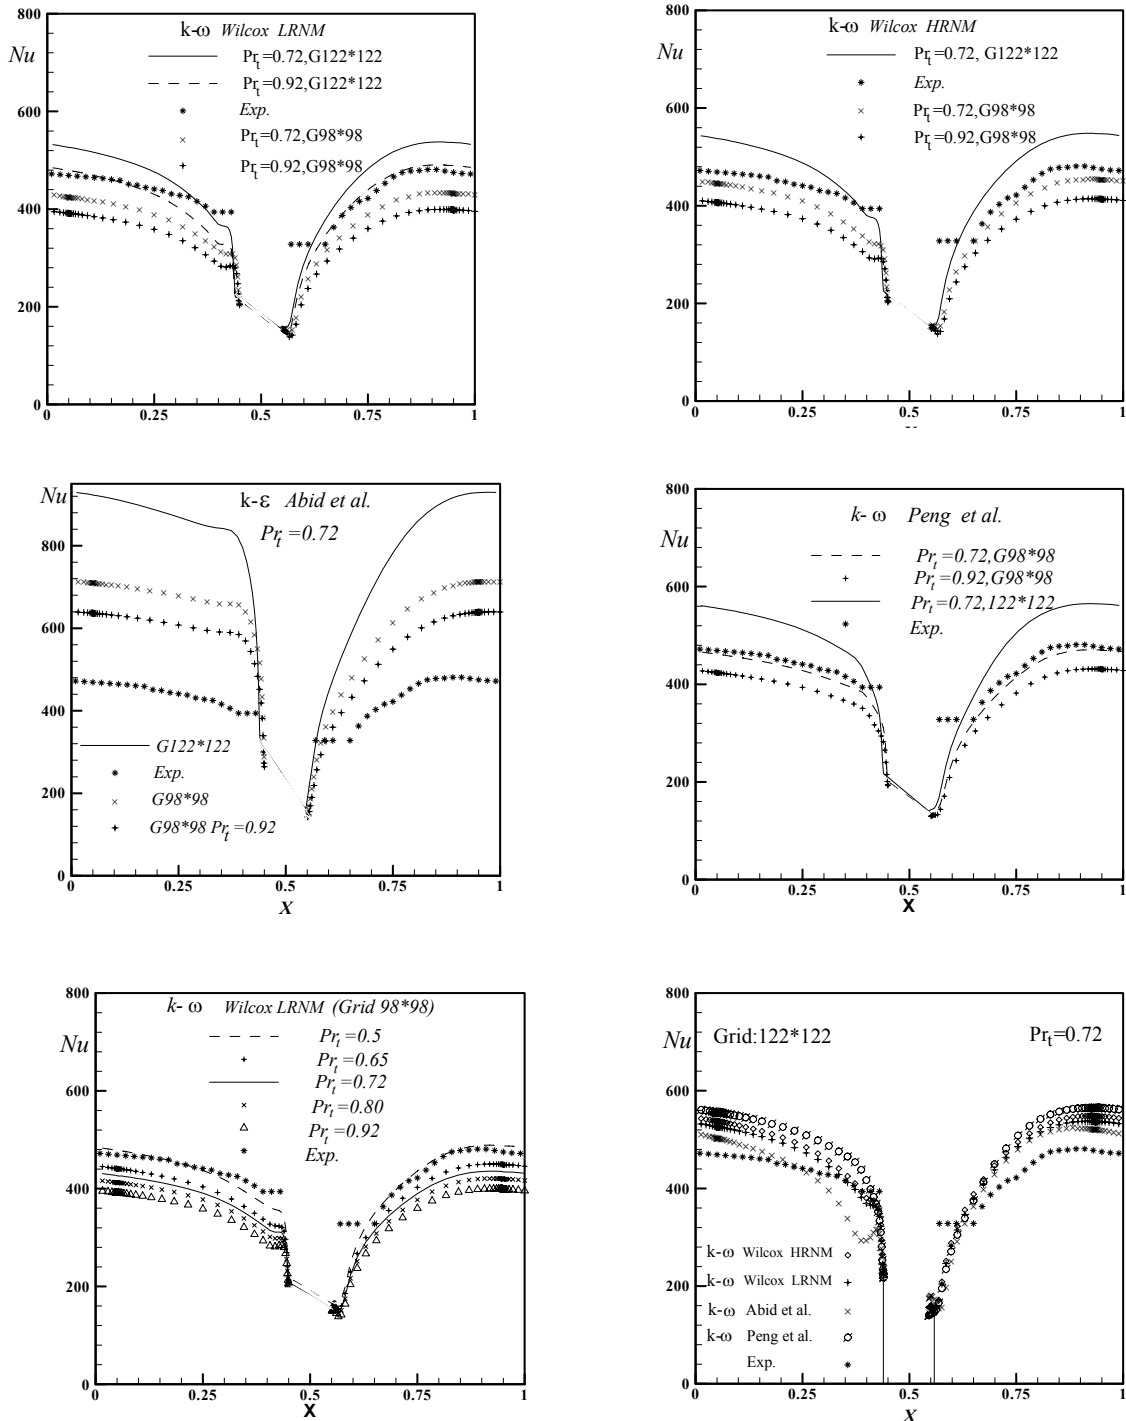 800
600
400
200
0
Nu
k-ω Wilcox LRNM
Prt=0.72,G122*122
Prt=0.92,G122*122
Exp.
Prt=0.72,G98*98
Prt=0.92,G98*98
0 0.25 0.5 0.75 1
800
600
400
200
0
Nu
k-ω Wilcox HRNM
Prt=0.72, G122*122
Exp.
Prt=0.72,G98*98
Prt=0.92,G98*98
0 0.25 0.5 0.75 1
Nu
800
600
400
200
0
k-ε Abid et al.
Prt=0.72
G122*122
Exp.
G98*98
G98*98 Prt=0.92
0 0.25 0.5 0.75 1
X
800
600
400
200
0
Nu
k-ω Peng et al.
Prt=0.72,G98*98
Prt=0.92,G98*98
Prt=0.72,122*122
Exp.
0 0.25 0.5 0.75 1
X
800
600
400
200
0
Nu
k-ω Wilcox LRNM (Grid 98*98)
Prt=0.5
Prt=0.65
Prt=0.72
Prt=0.80
Prt=0.92
Exp.
0 0.25 0.5 0.75 1
X
800
600
400
200
0
Nu
Grid:122*122 Prt=0.72
k-ω Wilcox HRNM
k-ω Wilcox LRNM
k-ω Abid et al.
k-ω Peng et al.
Exp.
0 0.25 0.5 0.75 1
X